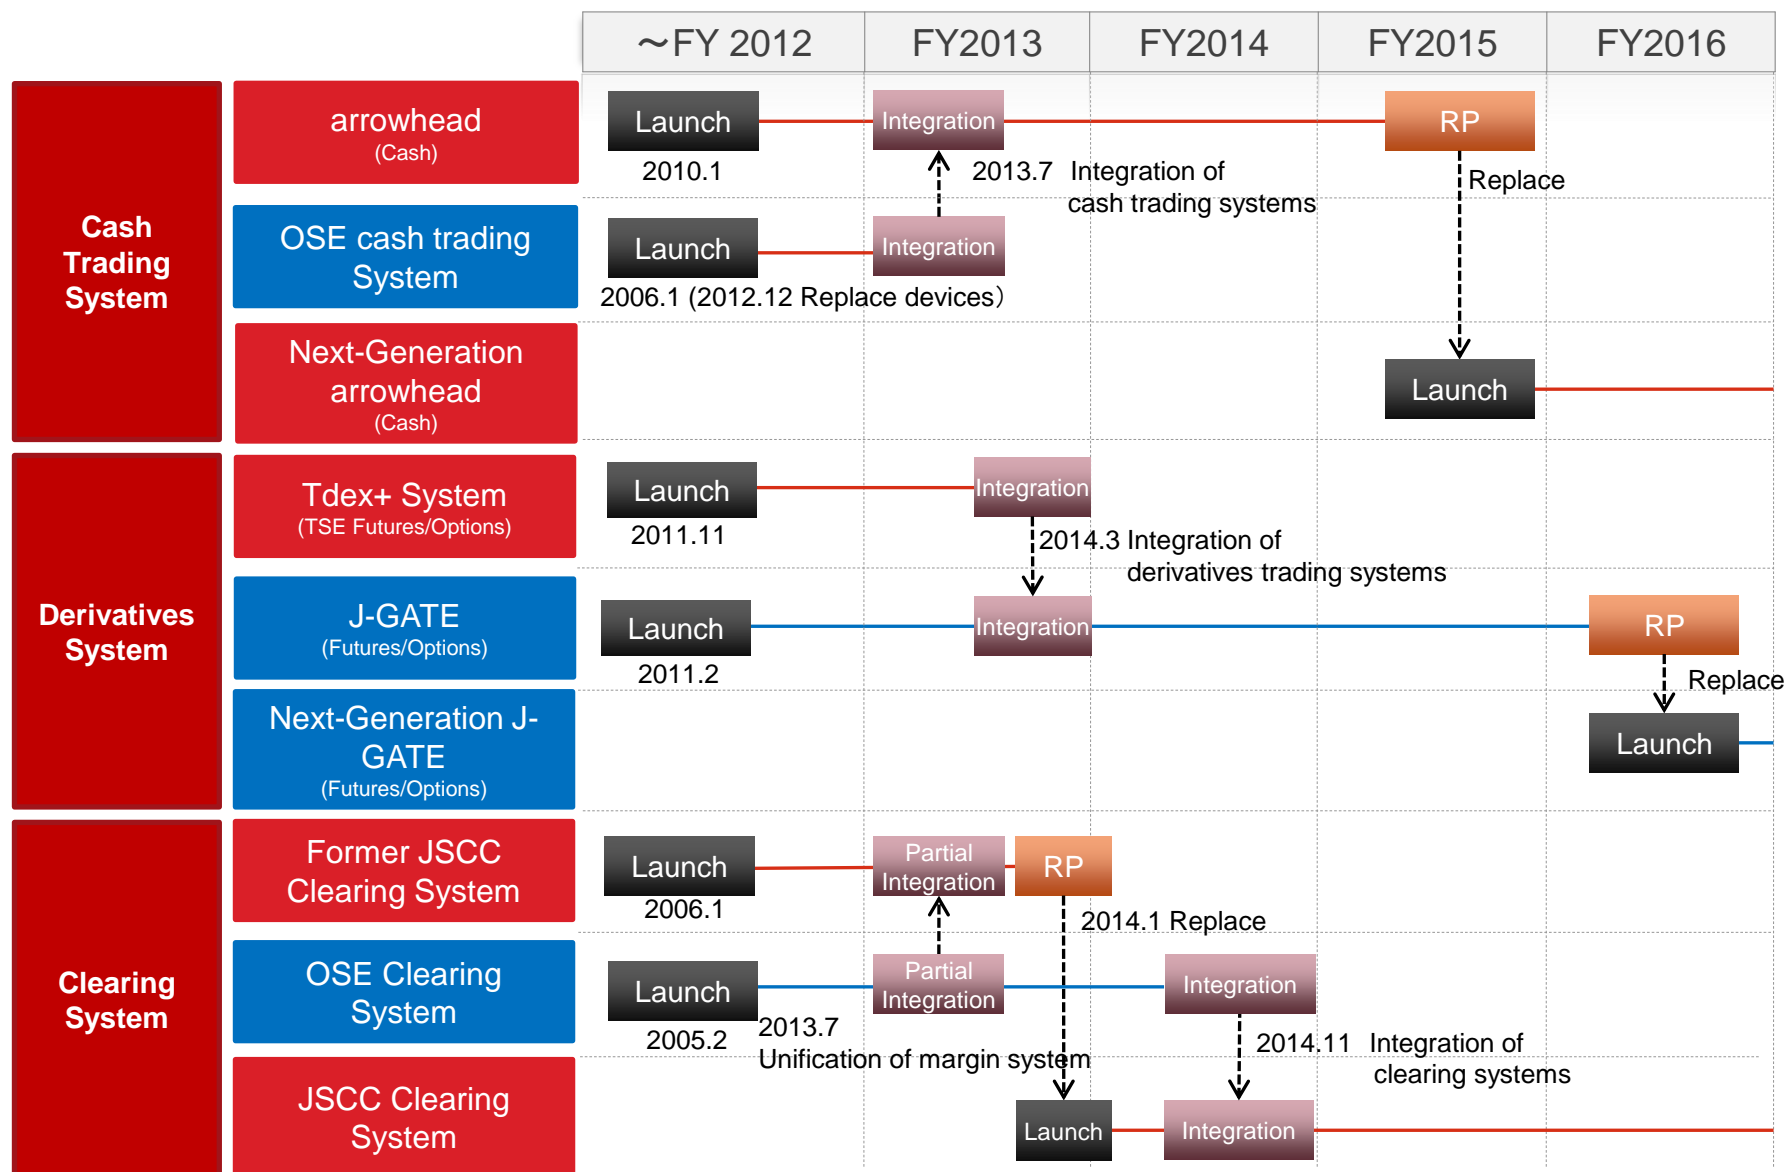 ～FY 2012
FY2013
FY2014
FY2015
FY2016
Cash
Trading
System
arrowhead
(Cash)
Launch
2010.1
Integration
2013.7 Integration of
cash trading systems
RP
Replace
OSE cash trading
System
Launch
2006.1 (2012.12 Replace devices）
Integration
Next-Generation
arrowhead
(Cash)
Launch
Derivatives
System
Tdex+ System
(TSE Futures/Options)
Launch
2011.11
Integration
2014.3 Integration of
derivatives trading systems
J-GATE
(Futures/Options)
Launch
2011.2
Integration
RP
Replace
Next-Generation J-
GATE
(Futures/Options)
Launch
Clearing
System
Former JSCC
Clearing System
Launch
2006.1
Partial
Integration
RP
2014.1 Replace
OSE Clearing
System
Launch
2005.2
2013.7
Unification of margin system
Partial
Integration
Integration
2014.11 Integration of
clearing systems
JSCC Clearing
System
Launch
Integration